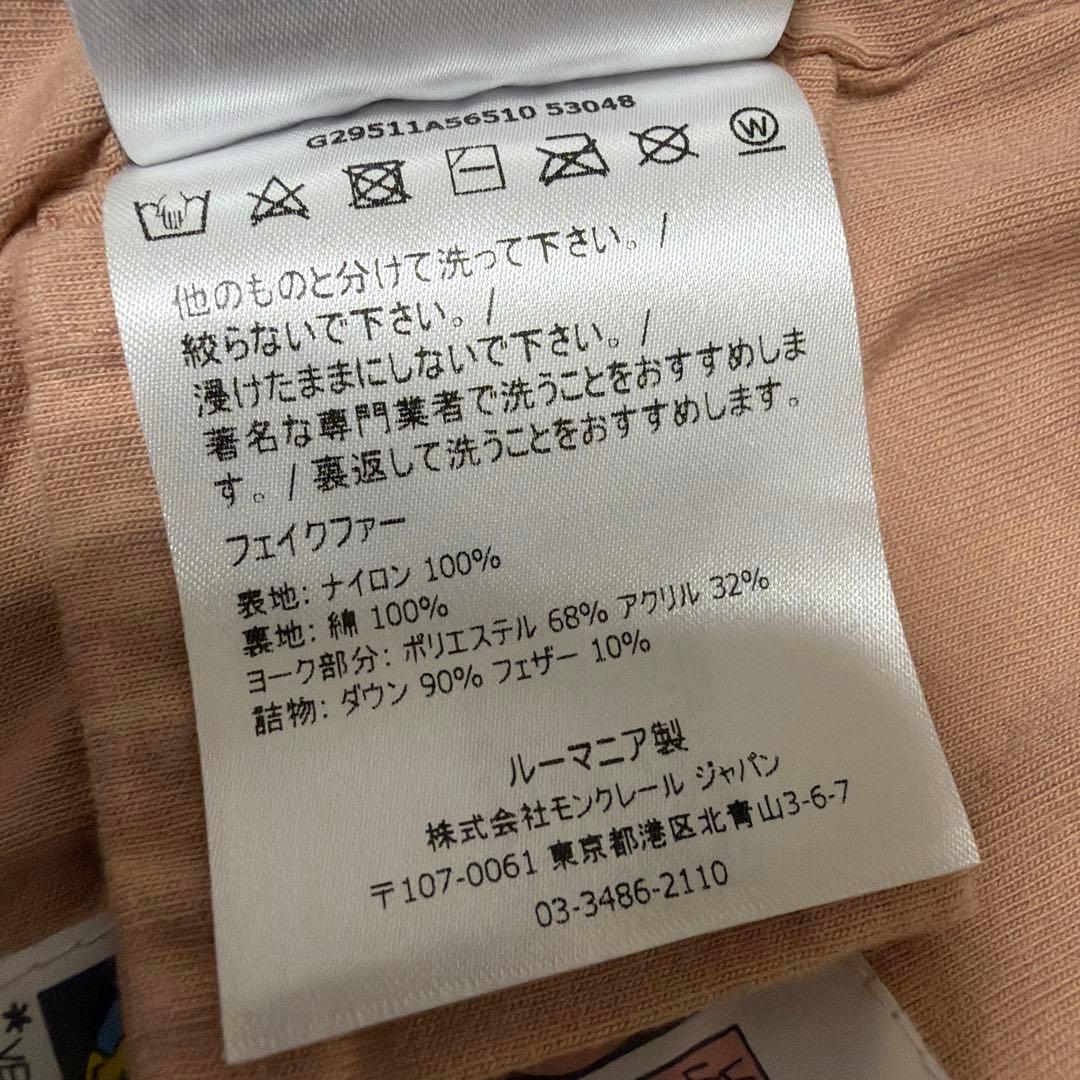 G29511A56510 53048
W
他のものと分けて洗って下さい。/
絞らないで下さい。/
浸けたままにしないで下さい。/
著名な専門業者で洗うことをおすすめしま
す。/ 裏返して洗うことをおすすめします。
フェイクファー
表地: ナイロン 100%
裏地: 綿 100%
ヨーク部分: ポリエステル 68% アクリル 32%
詰物: ダウン 90% フェザー 10%
ルーマニア製
株式会社モンクレール ジャパン
〒107-0061 東京都港区北青山3-6-7
03-3486-2110